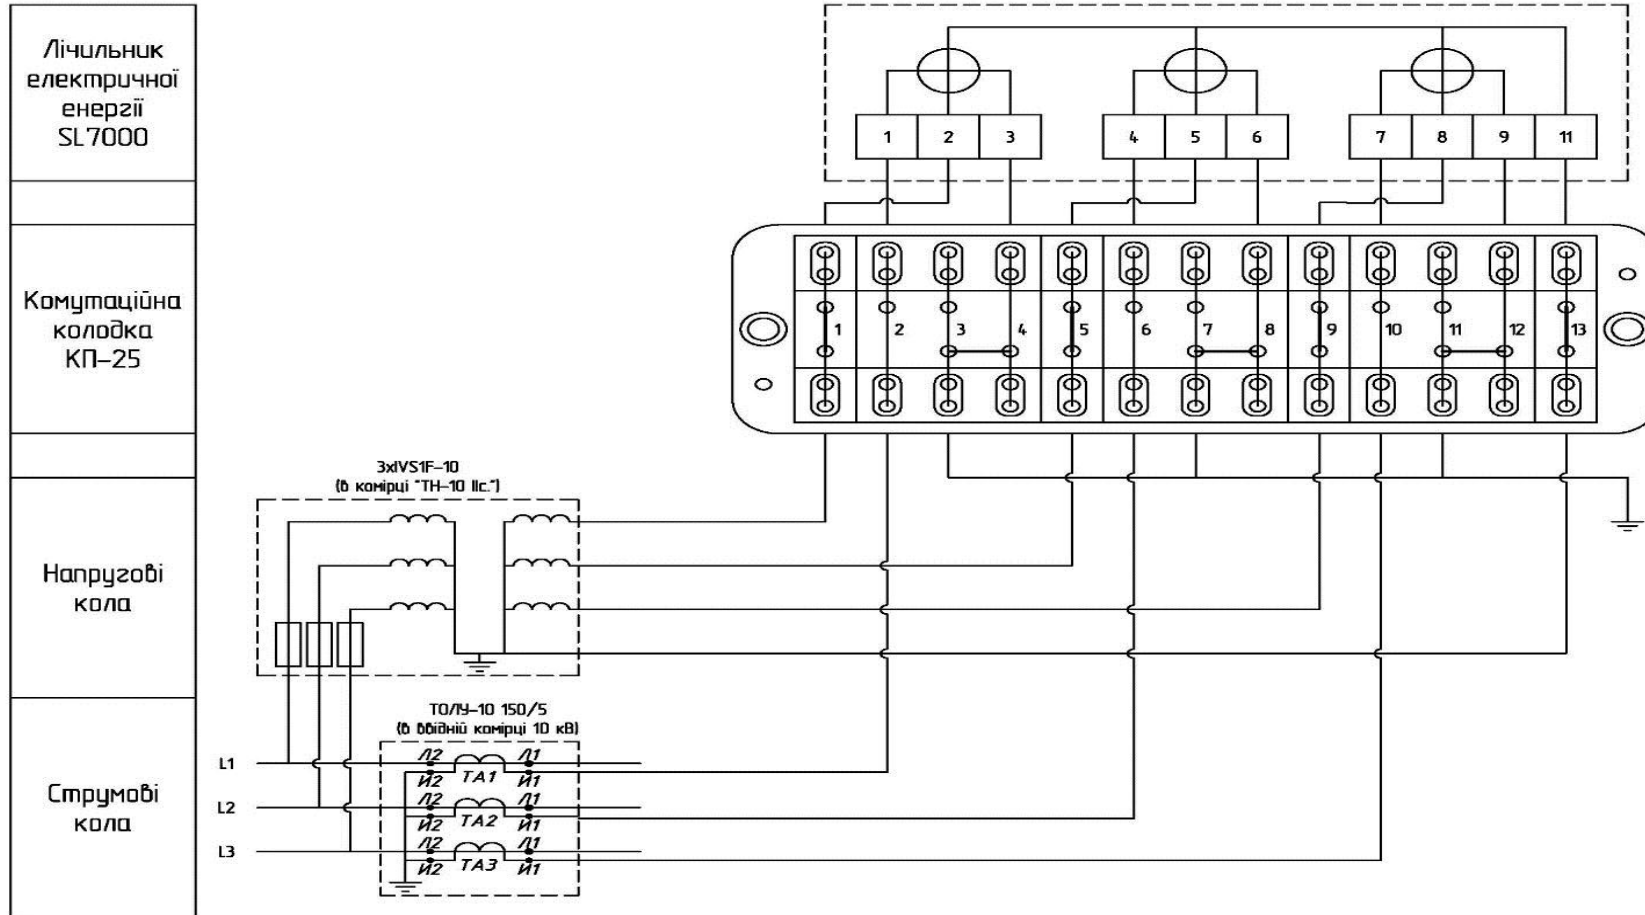 Лічильник
електричної
енергії
SL7000
1 2 3 4 5 6 7 8 9 11
Комутаційна
колодка
КП-25
1 2 3 4 5 6 7 8 9 10 11 12 13
3xIVS1F-10
(в комірці "ТН-10 ІІс.")
Напругові
кола
ТОЛУ-10 150/5
(в ввідній комірці 10 кВ)
Струмові
кола
L1 Л2 Л1
И2 ТА1 И1
L2 Л2 Л1
И2 ТА2 И1
L3 Л2 Л1
И2 ТА3 И1